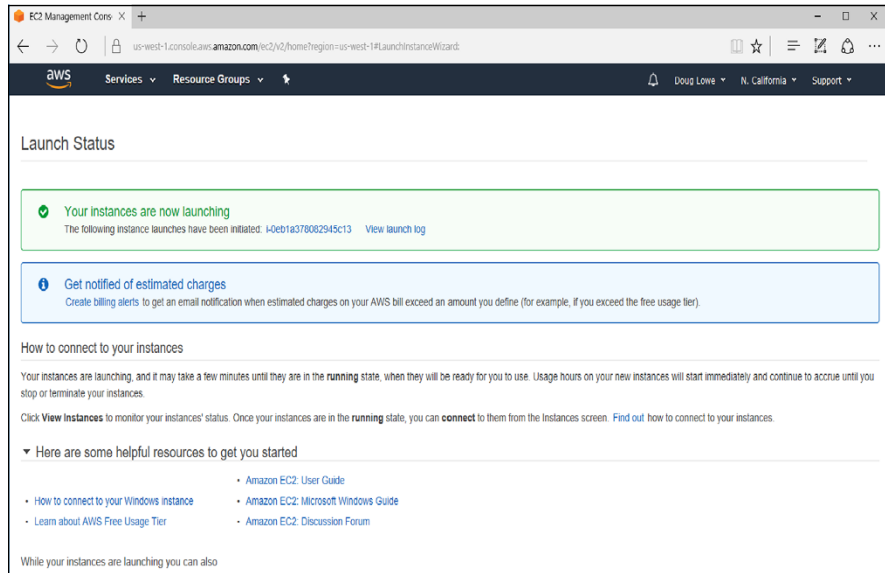 EC2 Management Cons
us-west-1.console.aws.amazon.com/ec2/v2/home?region=us-west-1#LaunchInstanceWizard:
aws Services Resource Groups Doug Lowe N. California Support
Launch Status
Your instances are now launching
The following instance launches have been initiated: i-0eb1a378082945c13 View launch log
Get notified of estimated charges
Create billing alerts to get an email notification when estimated charges on your AWS bill exceed an amount you define (for example, if you exceed the free usage tier).
How to connect to your instances
Your instances are launching, and it may take a few minutes until they are in the running state, when they will be ready for you to use. Usage hours on your new instances will start immediately and continue to accrue until you
stop or terminate your instances.
Click View Instances to monitor your instances' status. Once your instances are in the running state, you can connect to them from the Instances screen. Find out how to connect to your instances.
Here are some helpful resources to get you started
• Amazon EC2: User Guide
• How to connect to your Windows instance • Amazon EC2: Microsoft Windows Guide
• Learn about AWS Free Usage Tier • Amazon EC2: Discussion Forum
While your instances are launching you can also